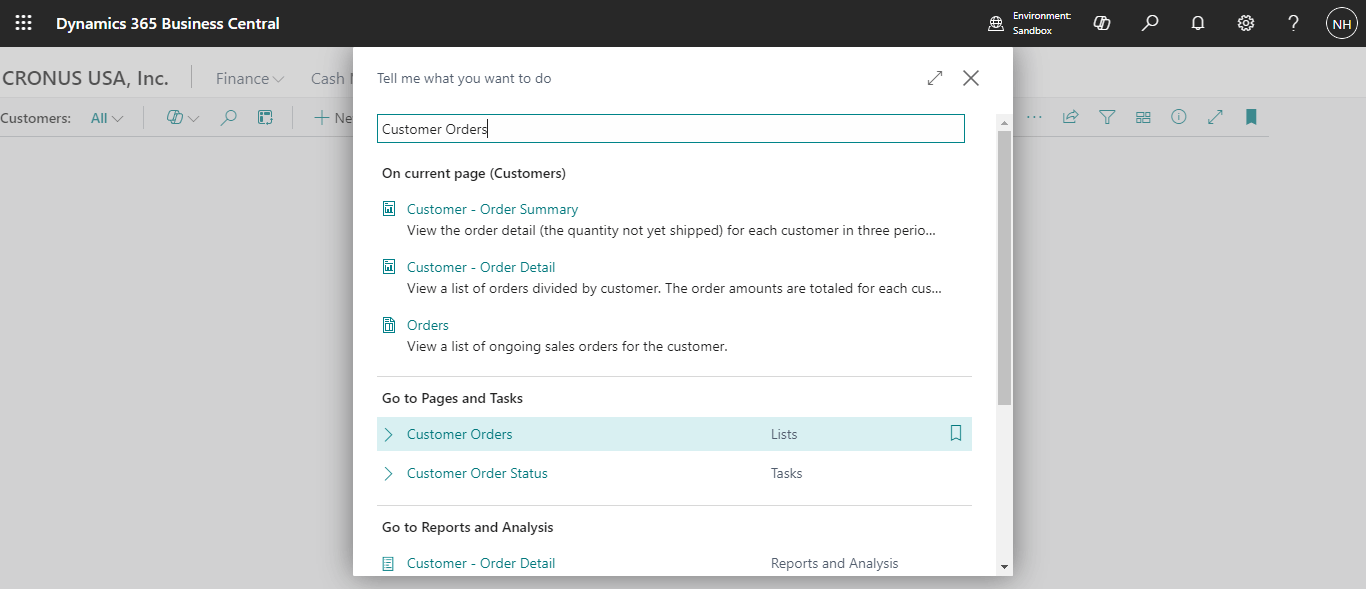 Dynamics 365 Business Central
Environment:
Sandbox
NH
CRONUS USA, Inc.
Finance
Cash
Customers:
All
Tell me what you want to do
Customer Orders
On current page (Customers)
Customer - Order Summary
View the order detail (the quantity not yet shipped) for each customer in three perio...
Customer - Order Detail
View a list of orders divided by customer. The order amounts are totaled for each cus...
Orders
View a list of ongoing sales orders for the customer.
Go to Pages and Tasks
Customer Orders Lists
Customer Order Status Tasks
Go to Reports and Analysis
Customer - Order Detail Reports and Analysis